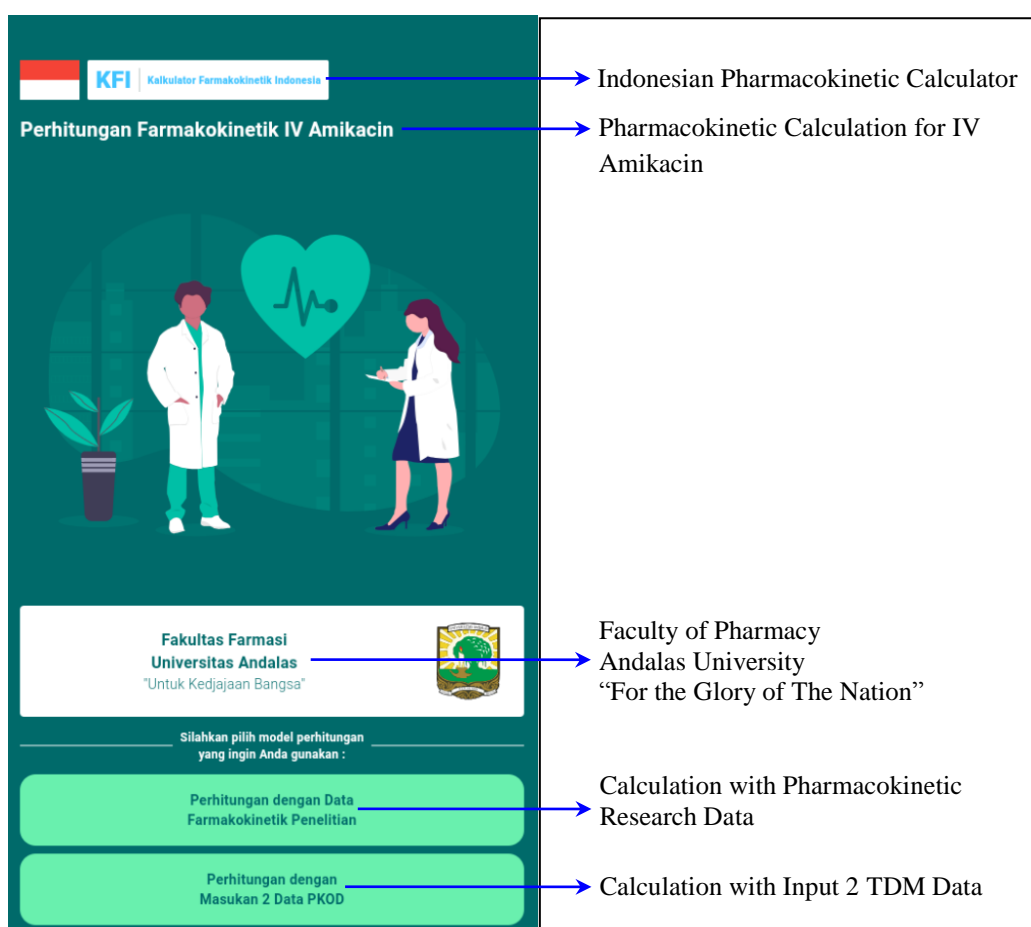 KFI
Kalkulator Farmakokinetik Indonesia
Indonesian Pharmacokinetic Calculator
Perhitungan Farmakokinetik IV Amikacin
Pharmacokinetic Calculation for IV
Amikacin
Fakultas Farmasi
Universitas Andalas
"Untuk Kedjajaan Bangsa"
Faculty of Pharmacy
Andalas University
“For the Glory of The Nation”
Silahkan pilih model perhitungan
yang ingin Anda gunakan :
Perhitungan dengan Data
Farmakokinetik Penelitian
Calculation with Pharmacokinetic
Research Data
Perhitungan dengan
Masukan 2 Data PKOD
Calculation with Input 2 TDM Data